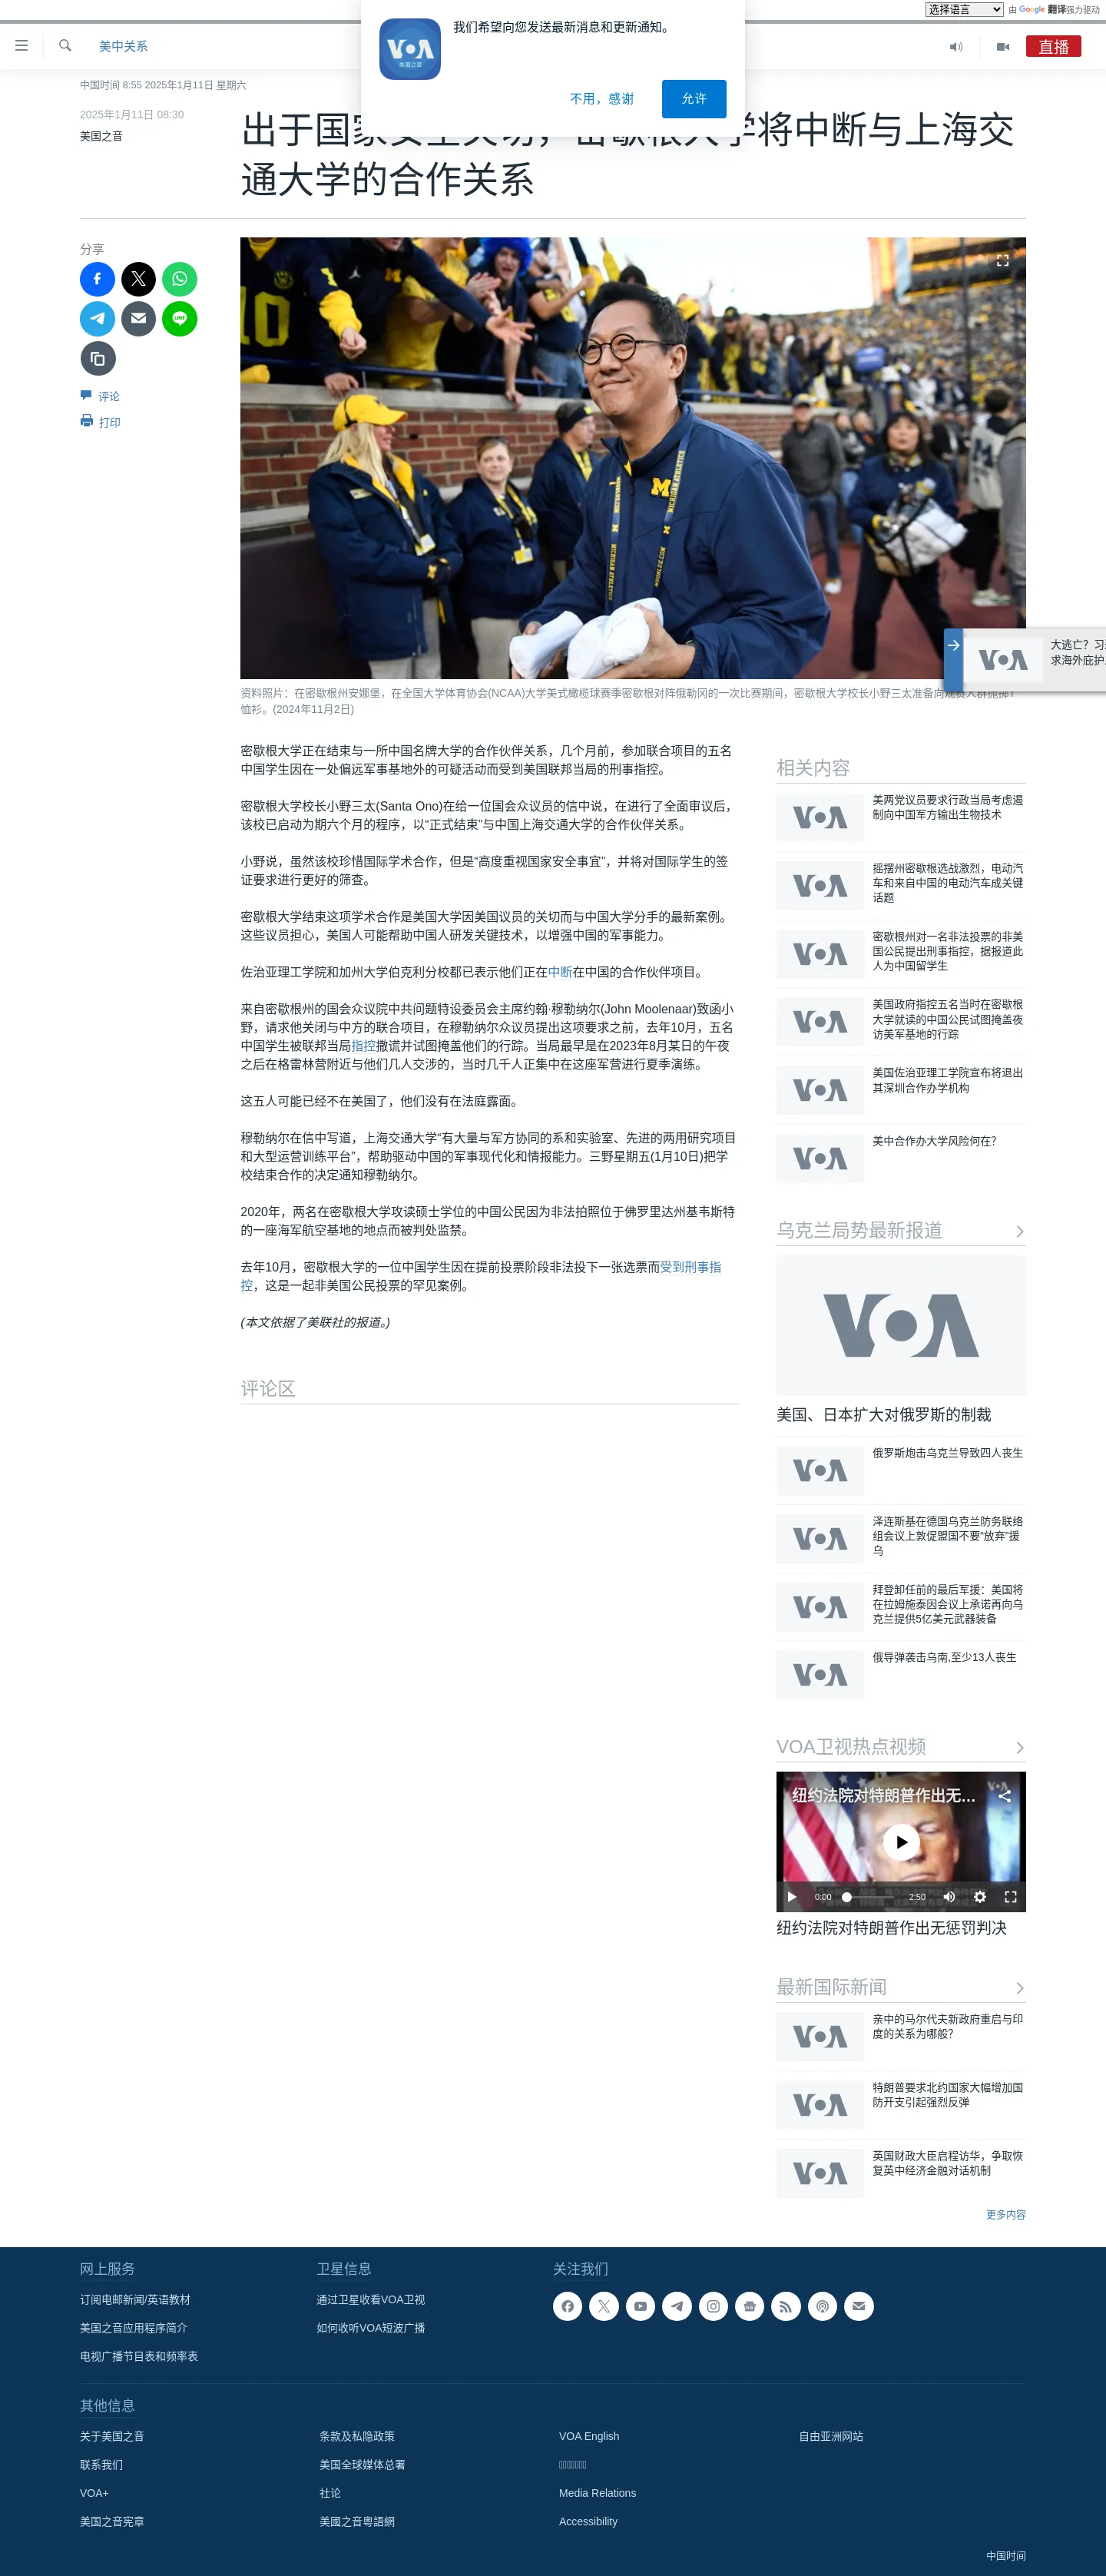 选择语言 由 Google 翻译强力驱动
美中关系
直播
VOA
美国之音
我们希望向您发送最新消息和更新通知。
不用，感谢
允许
中国时间 8:55 2025年1月11日 星期六
2025年1月11日 08:30
美国之音
将中断与上海交
通大学的合作关系
分享
LINE
评论
打印
MICHIGAN ATHLETICS
资料照片：在密歇根州安娜堡，在全国大学体育协会(NCAA)大学美式橄榄球赛季密歇根对阵俄勒冈的一次比赛期间，密歇根大学校长小野三太准备向观赛人群抛掷T
恤衫。(2024年11月2日)
VOA
大逃亡？习
求海外庇护
密歇根大学正在结束与一所中国名牌大学的合作伙伴关系，几个月前，参加联合项目的五名
中国学生因在一处偏远军事基地外的可疑活动而受到美国联邦当局的刑事指控。
密歇根大学校长小野三太(Santa Ono)在给一位国会众议员的信中说，在进行了全面审议后，
该校已启动为期六个月的程序，以“正式结束”与中国上海交通大学的合作伙伴关系。
小野说，虽然该校珍惜国际学术合作，但是“高度重视国家安全事宜”，并将对国际学生的签
证要求进行更好的筛查。
密歇根大学结束这项学术合作是美国大学因美国议员的关切而与中国大学分手的最新案例。
这些议员担心，美国人可能帮助中国人研发关键技术，以增强中国的军事能力。
佐治亚理工学院和加州大学伯克利分校都已表示他们正在中断在中国的合作伙伴项目。
来自密歇根州的国会众议院中共问题特设委员会主席约翰·穆勒纳尔(John Moolenaar)致函小
野，请求他关闭与中方的联合项目，在穆勒纳尔众议员提出这项要求之前，去年10月，五名
中国学生被联邦当局指控撒谎并试图掩盖他们的行踪。当局最早是在2023年8月某日的午夜
之后在格雷林营附近与他们几人交涉的，当时几千人正集中在这座军营进行夏季演练。
这五人可能已经不在美国了，他们没有在法庭露面。
穆勒纳尔在信中写道，上海交通大学“有大量与军方协同的系和实验室、先进的两用研究项目
和大型运营训练平台”，帮助驱动中国的军事现代化和情报能力。三野星期五(1月10日)把学
校结束合作的决定通知穆勒纳尔。
2020年，两名在密歇根大学攻读硕士学位的中国公民因为非法拍照位于佛罗里达州基韦斯特
的一座海军航空基地的地点而被判处监禁。
去年10月，密歇根大学的一位中国学生因在提前投票阶段非法投下一张选票而受到刑事指
控，这是一起非美国公民投票的罕见案例。
(本文依据了美联社的报道。)
评论区
相关内容
VOA
美两党议员要求行政当局考虑遏
制向中国军方输出生物技术
VOA
摇摆州密歇根选战激烈，电动汽
车和来自中国的电动汽车成关键
话题
VOA
密歇根州对一名非法投票的非美
国公民提出刑事指控，据报道此
人为中国留学生
VOA
美国政府指控五名当时在密歇根
大学就读的中国公民试图掩盖夜
访美军基地的行踪
VOA
美国佐治亚理工学院宣布将退出
其深圳合作办学机构
VOA
美中合作办大学风险何在？
乌克兰局势最新报道
VOA
美国、日本扩大对俄罗斯的制裁
VOA
俄罗斯炮击乌克兰导致四人丧生
VOA
泽连斯基在德国乌克兰防务联络
组会议上敦促盟国不要“放弃”援
乌
VOA
拜登卸任前的最后军援：美国将
在拉姆施泰因会议上承诺再向乌
克兰提供5亿美元武器装备
VOA
俄导弹袭击乌南,至少13人丧生
VOA卫视热点视频
纽约法院对特朗普作出无...
VOA
0:00 2:50
纽约法院对特朗普作出无惩罚判决
最新国际新闻
VOA
亲中的马尔代夫新政府重启与印
度的关系为哪般？
VOA
特朗普要求北约国家大幅增加国
防开支引起强烈反弹
VOA
英国财政大臣启程访华，争取恢
复英中经济金融对话机制
更多内容
网上服务
订阅电邮新闻/英语教材
美国之音应用程序简介
电视广播节目表和频率表
卫星信息
通过卫星收看VOA卫视
如何收听VOA短波广播
关注我们
其他信息
关于美国之音
联系我们
VOA+
美国之音宪章
条款及私隐政策
美国全球媒体总署
社论
美國之音粵語網
VOA English
Media Relations
Accessibility
自由亚洲网站
中国时间